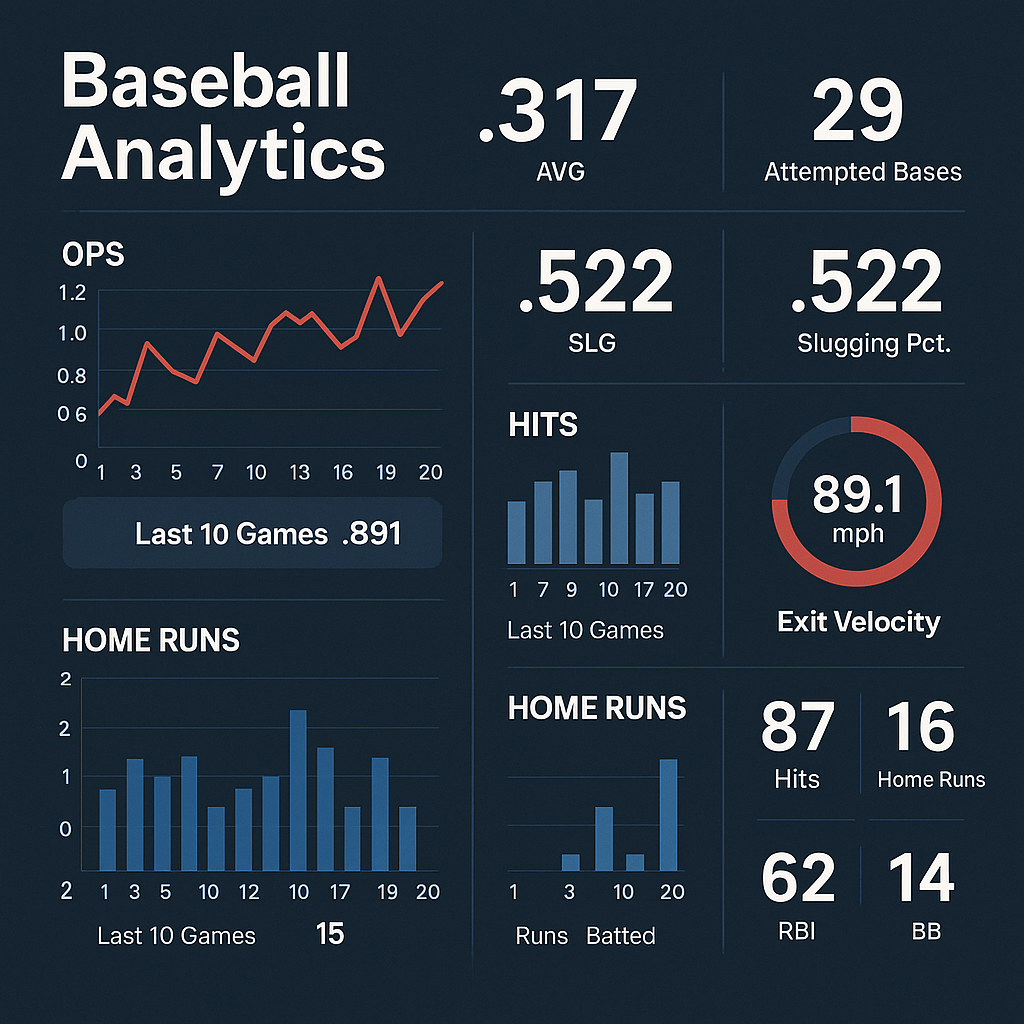 Baseball
Analytics
.317
AVG
29
Attempted Bases
OPS
1.2
1.0
0.8
0 6
0
1 3 5 7 10 13 16 19 20
Last 10 Games .891
.522
SLG
.522
Slugging Pct.
HITS
1 7 9 10 17 20
Last 10 Games
89.1
mph
Exit Velocity
HOME RUNS
2
2
1
0
2 1 3 5 10 12 10 17 19 20
Last 10 Games 15
HOME RUNS
1 3 10 20
Runs Batted
87
Hits
16
Home Runs
62
RBI
14
BB